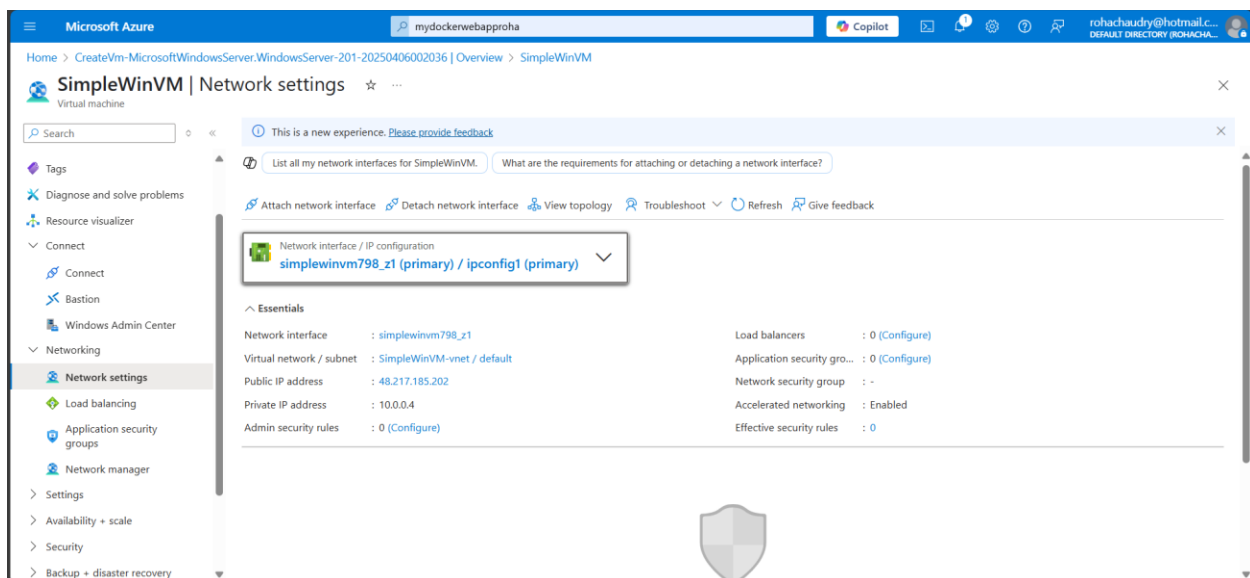 Microsoft Azure
mydockerwebapproha
Copilot
1
rohachaudry@hotmail.c...
DEFAULT DIRECTORY (ROHACHA...
Home > CreateVm-MicrosoftWindowsServer.WindowsServer-201-20250406002036 | Overview > SimpleWinVM
SimpleWinVM | Network settings
Virtual machine
Search
Tags
Diagnose and solve problems
Resource visualizer
Connect
Connect
Bastion
Windows Admin Center
Networking
Network settings
Load balancing
Application security
groups
Network manager
Settings
Availability + scale
Security
Backup + disaster recovery
This is a new experience. Please provide feedback
List all my network interfaces for SimpleWinVM. What are the requirements for attaching or detaching a network interface?
Attach network interface Detach network interface View topology Troubleshoot Refresh Give feedback
Network interface / IP configuration
simplewinvm798_z1 (primary) / ipconfig1 (primary)
Essentials
Network interface : simplewinvm798_z1
Virtual network / subnet : SimpleWinVM-vnet / default
Public IP address : 48.217.185.202
Private IP address : 10.0.0.4
Admin security rules : 0 (Configure)
Load balancers : 0 (Configure)
Application security gro... : 0 (Configure)
Network security group : -
Accelerated networking : Enabled
Effective security rules : 0